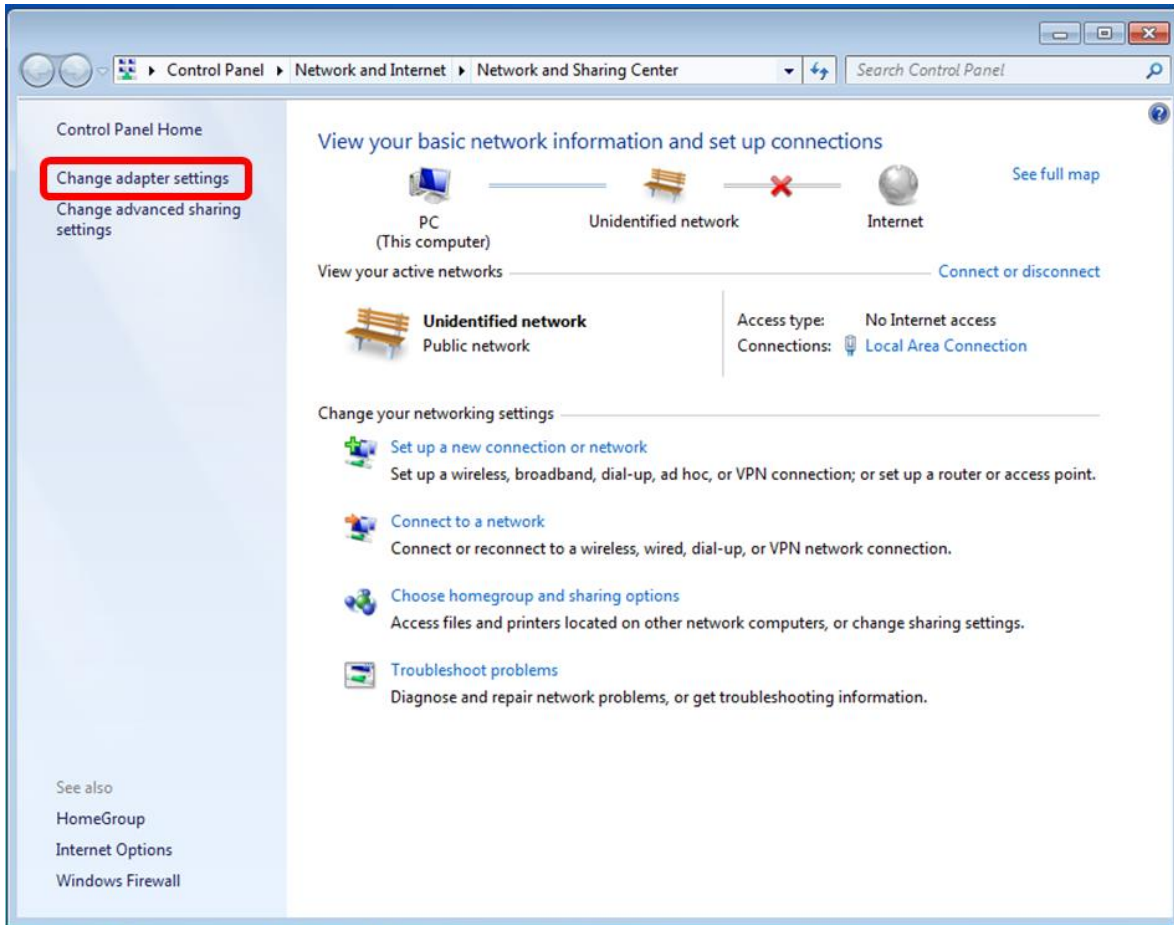 Control Panel ▸ Network and Internet ▸ Network and Sharing Center
Search Control Panel
Control Panel Home
Change adapter settings
Change advanced sharing
settings
View your basic network information and set up connections
See full map
PC
(This computer)
Unidentified network
Internet
View your active networks
Connect or disconnect
Unidentified network
Public network
Access type: No Internet access
Connections: Local Area Connection
Change your networking settings
Set up a new connection or network
Set up a wireless, broadband, dial-up, ad hoc, or VPN connection; or set up a router or access point.
Connect to a network
Connect or reconnect to a wireless, wired, dial-up, or VPN network connection.
Choose homegroup and sharing options
Access files and printers located on other network computers, or change sharing settings.
Troubleshoot problems
Diagnose and repair network problems, or get troubleshooting information.
See also
HomeGroup
Internet Options
Windows Firewall